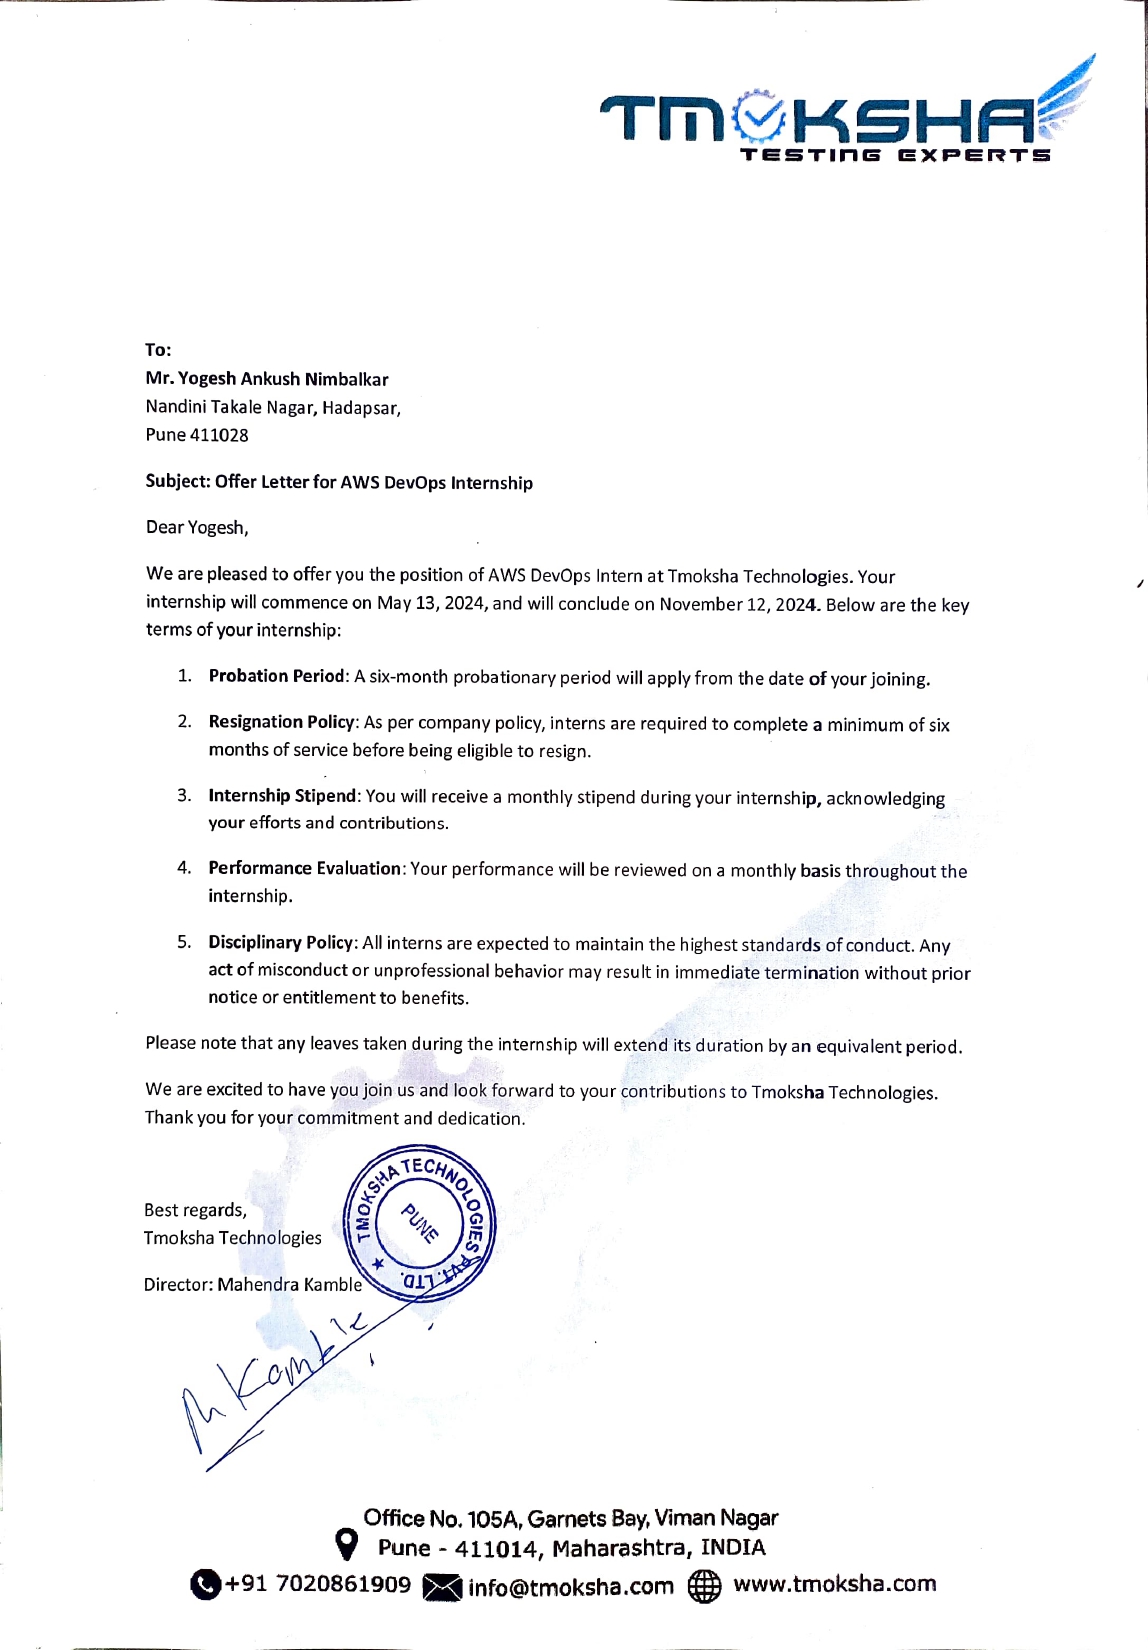 TMOKSHA
TESTING EXPERTS
To:
Mr. Yogesh Ankush Nimbalkar
Nandini Takale Nagar, Hadapsar,
Pune 411028
Subject: Offer Letter for AWS DevOps Internship
Dear Yogesh,
We are pleased to offer you the position of AWS DevOps Intern at Tmoksha Technologies. Your
internship will commence on May 13, 2024, and will conclude on November 12, 2024. Below are the key
terms of your internship:
1. Probation Period: A six-month probationary period will apply from the date of your joining.
2. Resignation Policy: As per company policy, interns are required to complete a minimum of six
months of service before being eligible to resign.
3. Internship Stipend: You will receive a monthly stipend during your internship, acknowledging
your efforts and contributions.
4. Performance Evaluation: Your performance will be reviewed on a monthly basis throughout the
internship.
5. Disciplinary Policy: All interns are expected to maintain the highest standards of conduct. Any
act of misconduct or unprofessional behavior may result in immediate termination without prior
notice or entitlement to benefits.
Please note that any leaves taken during the internship will extend its duration by an equivalent period.
We are excited to have you join us and look forward to your contributions to Tmoksha Technologies.
Thank you for your commitment and dedication.
Best regards,
Tmoksha Technologies
TMOKSHA TECHNOLOGIES PVT. LTD.
PUNE
Director: Mahendra Kamble
M Kamble
Office No. 105A, Garnets Bay, Viman Nagar
Pune - 411014, Maharashtra, INDIA
+91 7020861909 info@tmoksha.com www.tmoksha.com